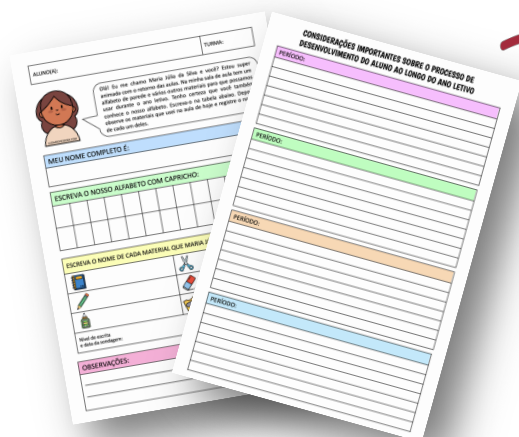 ALUNO(A):
TURMA:
Olá! Eu me chamo Maria Júlia da Silva e você? Estou super
animada com o retorno das aulas. Na minha sala de aula tem um
alfabeto de parede e vários outros materiais para que possamos
usar durante o ano letivo. Tenho certeza que você também
conhece o nosso alfabeto. Escreva-o na tabela abaixo. Depois
observe os materiais que usei na aula de hoje e registre o
de cada um deles.
MEU NOME COMPLETO É:
ESCREVA O NOSSO ALFABETO COM CAPRICHO:
ESCREVA O NOME DE CADA MATERIAL QUE MARIA
Nível de escrita
e data da sondagem:
OBSERVAÇÕES:
CONSIDERAÇÕES IMPORTANTES SOBRE O PROCESSO DE
DESENVOLVIMENTO DO ALUNO AO LONGO DO ANO LETIVO
PERÍODO:
PERÍODO:
PERÍODO:
PERÍODO: